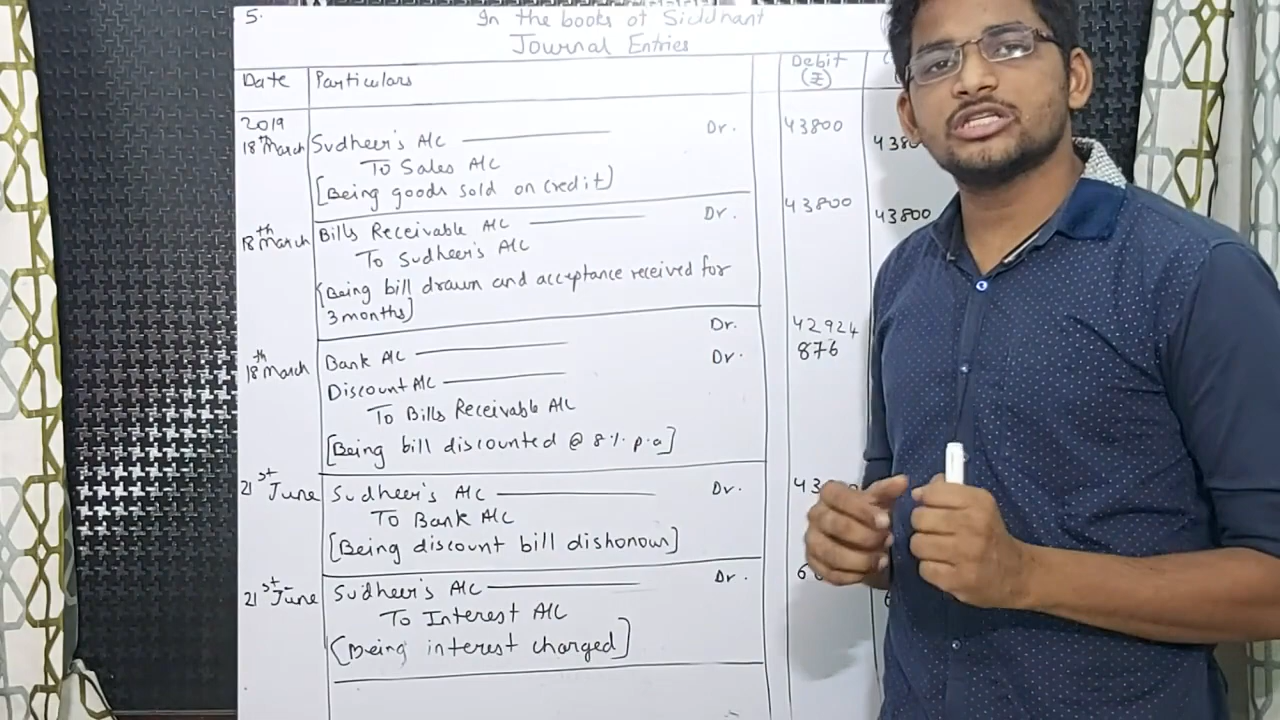 5.
In the books of Siddhant
Journal Entries
Date Particulars Debit (₹)
2019
18th March Sudheer's A/c Dr. 43800
To Sales A/c
[Being goods sold on credit]
18th March Bills Receivable A/c Dr. 43800
To Sudheer's A/c 43800
[Being bill drawn and acceptance received for
3 months]
18th March Bank A/c Dr. 42924
Discount A/c Dr. 876
To Bills Receivable A/c
[Being bill discounted @ 8% p.a]
21st June Sudheer's A/c Dr.
To Bank A/c
[Being discount bill dishonour]
21st June Sudheer's A/c Dr.
To Interest A/c
[Being interest charged]